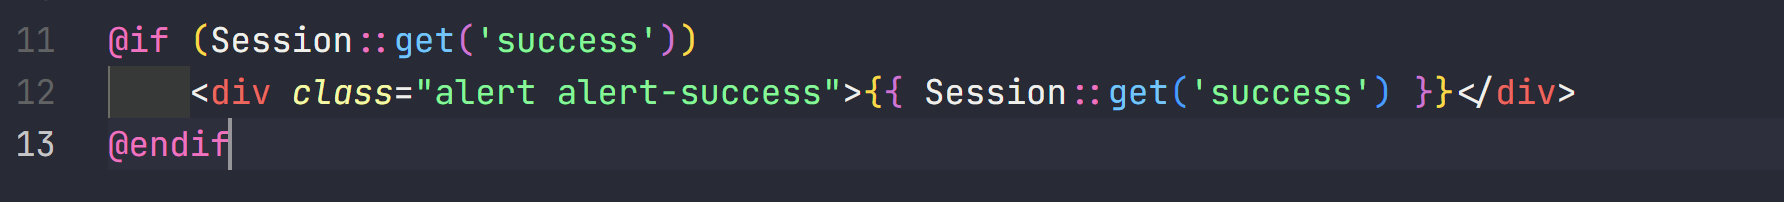 11 @if (Session::get('success'))
12 <div class="alert alert-success">{{ Session::get('success') }}</div>
13 @endif